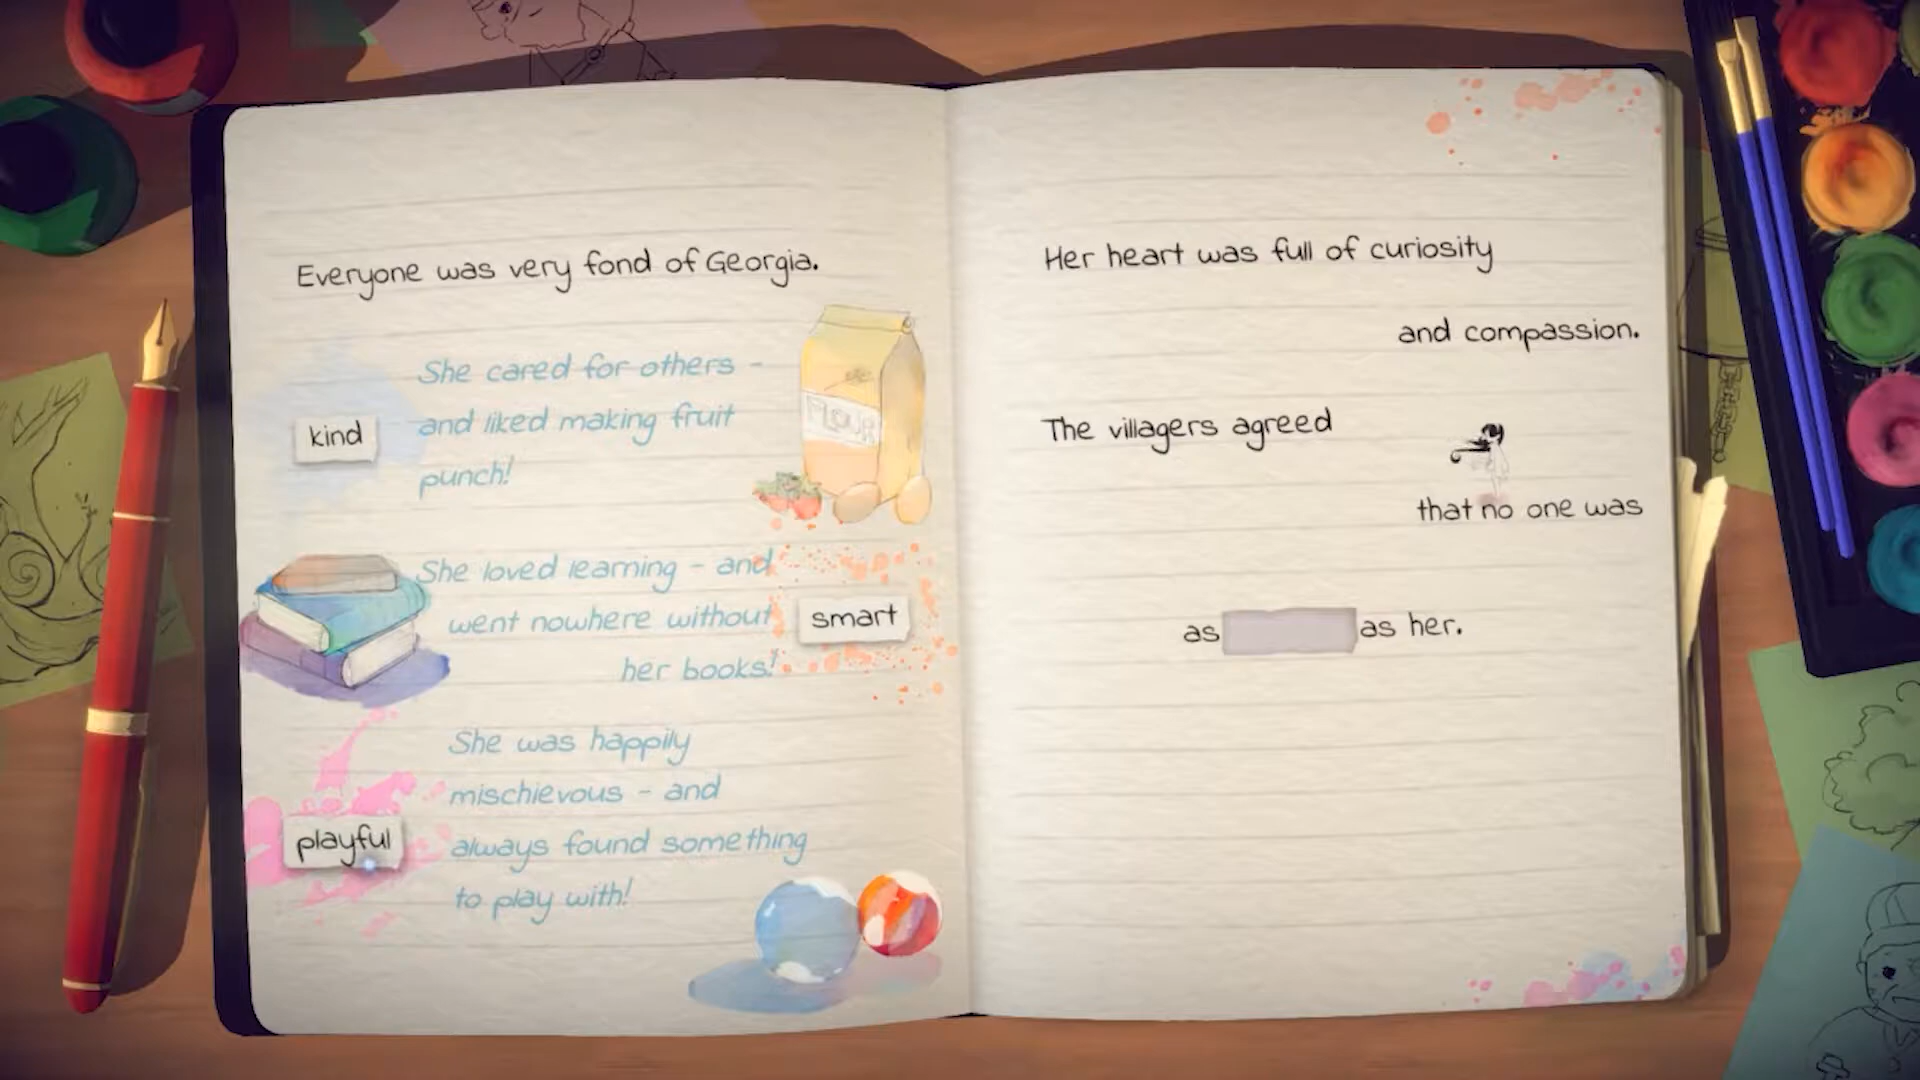 Everyone was very fond of Georgia.
She cared for others -
and liked making fruit
punch!
kind
FLOUR
She loved learning - and
went nowhere without
her books!
smart
She was happily
mischievous - and
always found something
to play with!
playful
Her heart was full of curiosity
and compassion.
The villagers agreed
that no one was
as
as her.